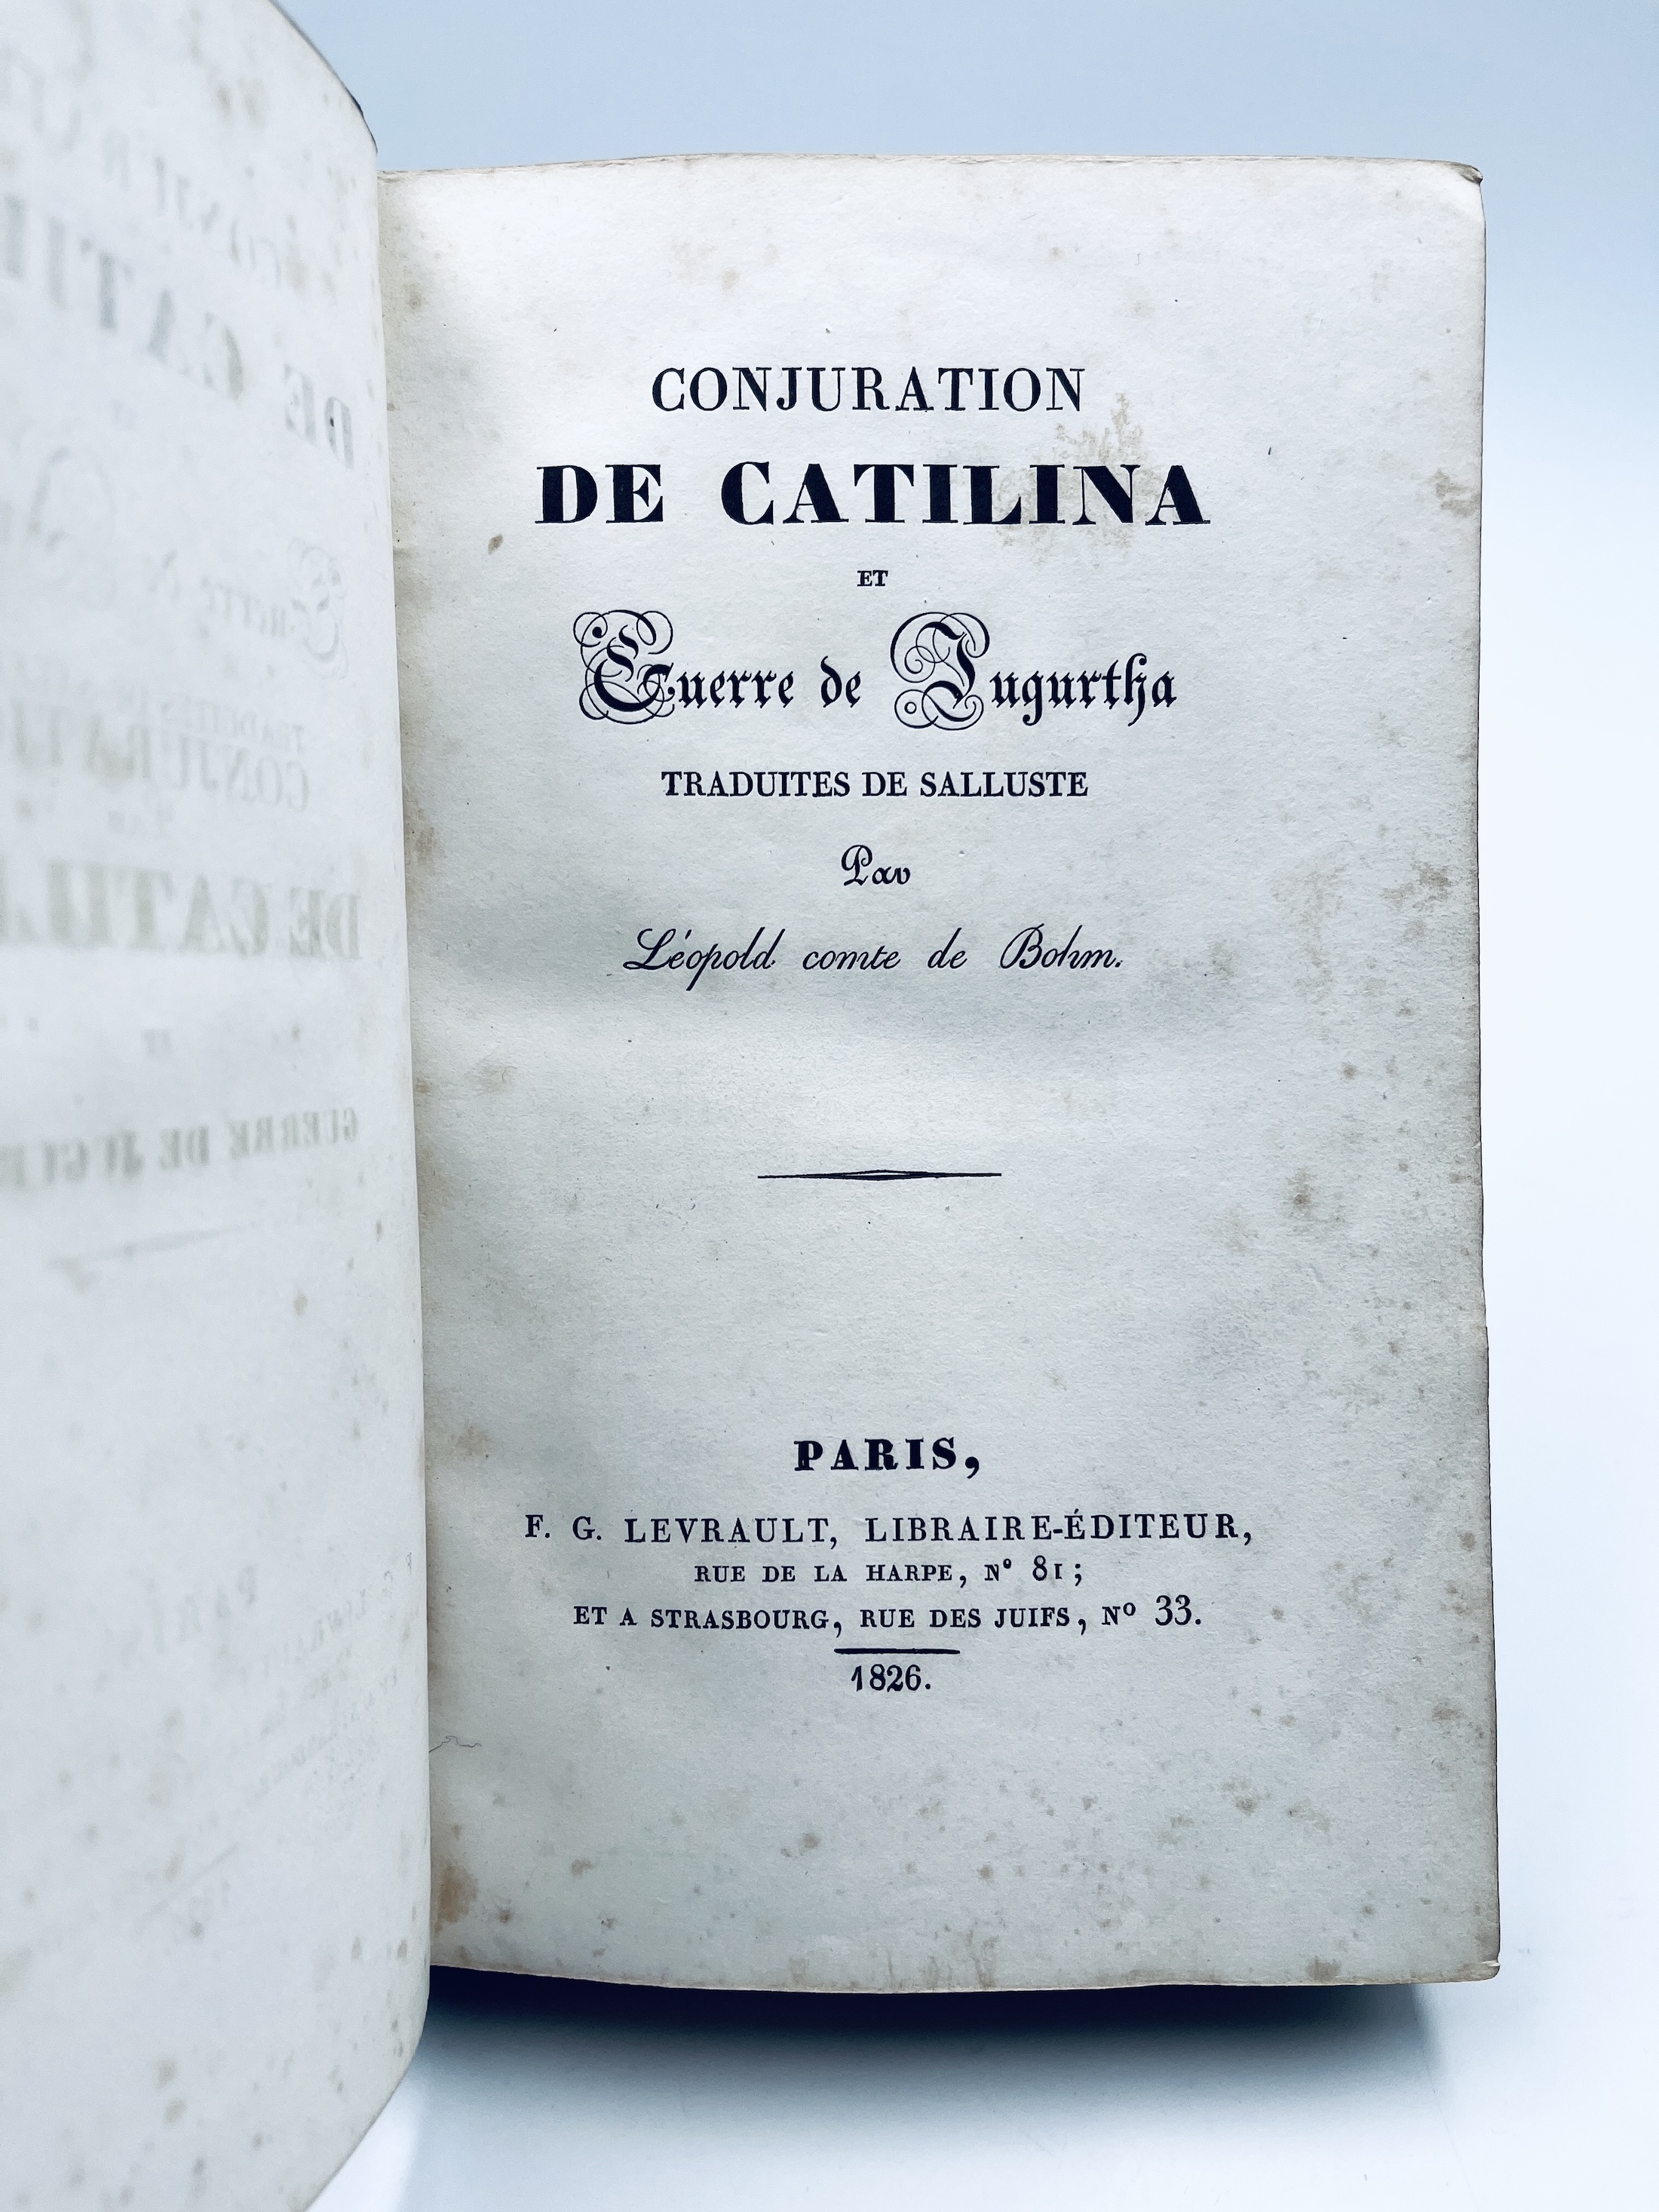 CONJURATION
DE CATILINA
ET
Guerre de Jugurtha
TRADUITES DE SALLUSTE
Par
Léopold comte de Bohm.
PARIS,
F. G. LEVRAULT, LIBRAIRE-ÉDITEUR,
RUE DE LA HARPE, N° 81;
ET A STRASBOURG, RUE DES JUIFS, Nº 33.
1826.